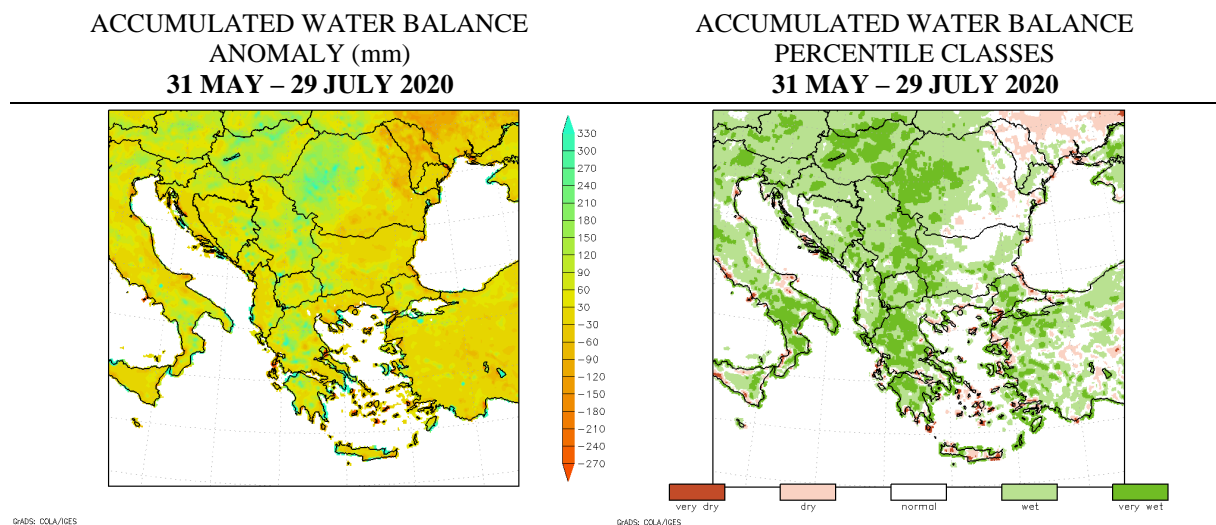 ACCUMULATED WATER BALANCE
ANOMALY (mm)
31 MAY – 29 JULY 2020
330
300
270
240
210
180
150
120
90
60
30
−30
−60
−90
−120
−150
−180
−210
−240
−270
GrADS: COLA/IGES
ACCUMULATED WATER BALANCE
PERCENTILE CLASSES
31 MAY – 29 JULY 2020
very dry
dry
normal
wet
very wet
GrADS: COLA/IGES